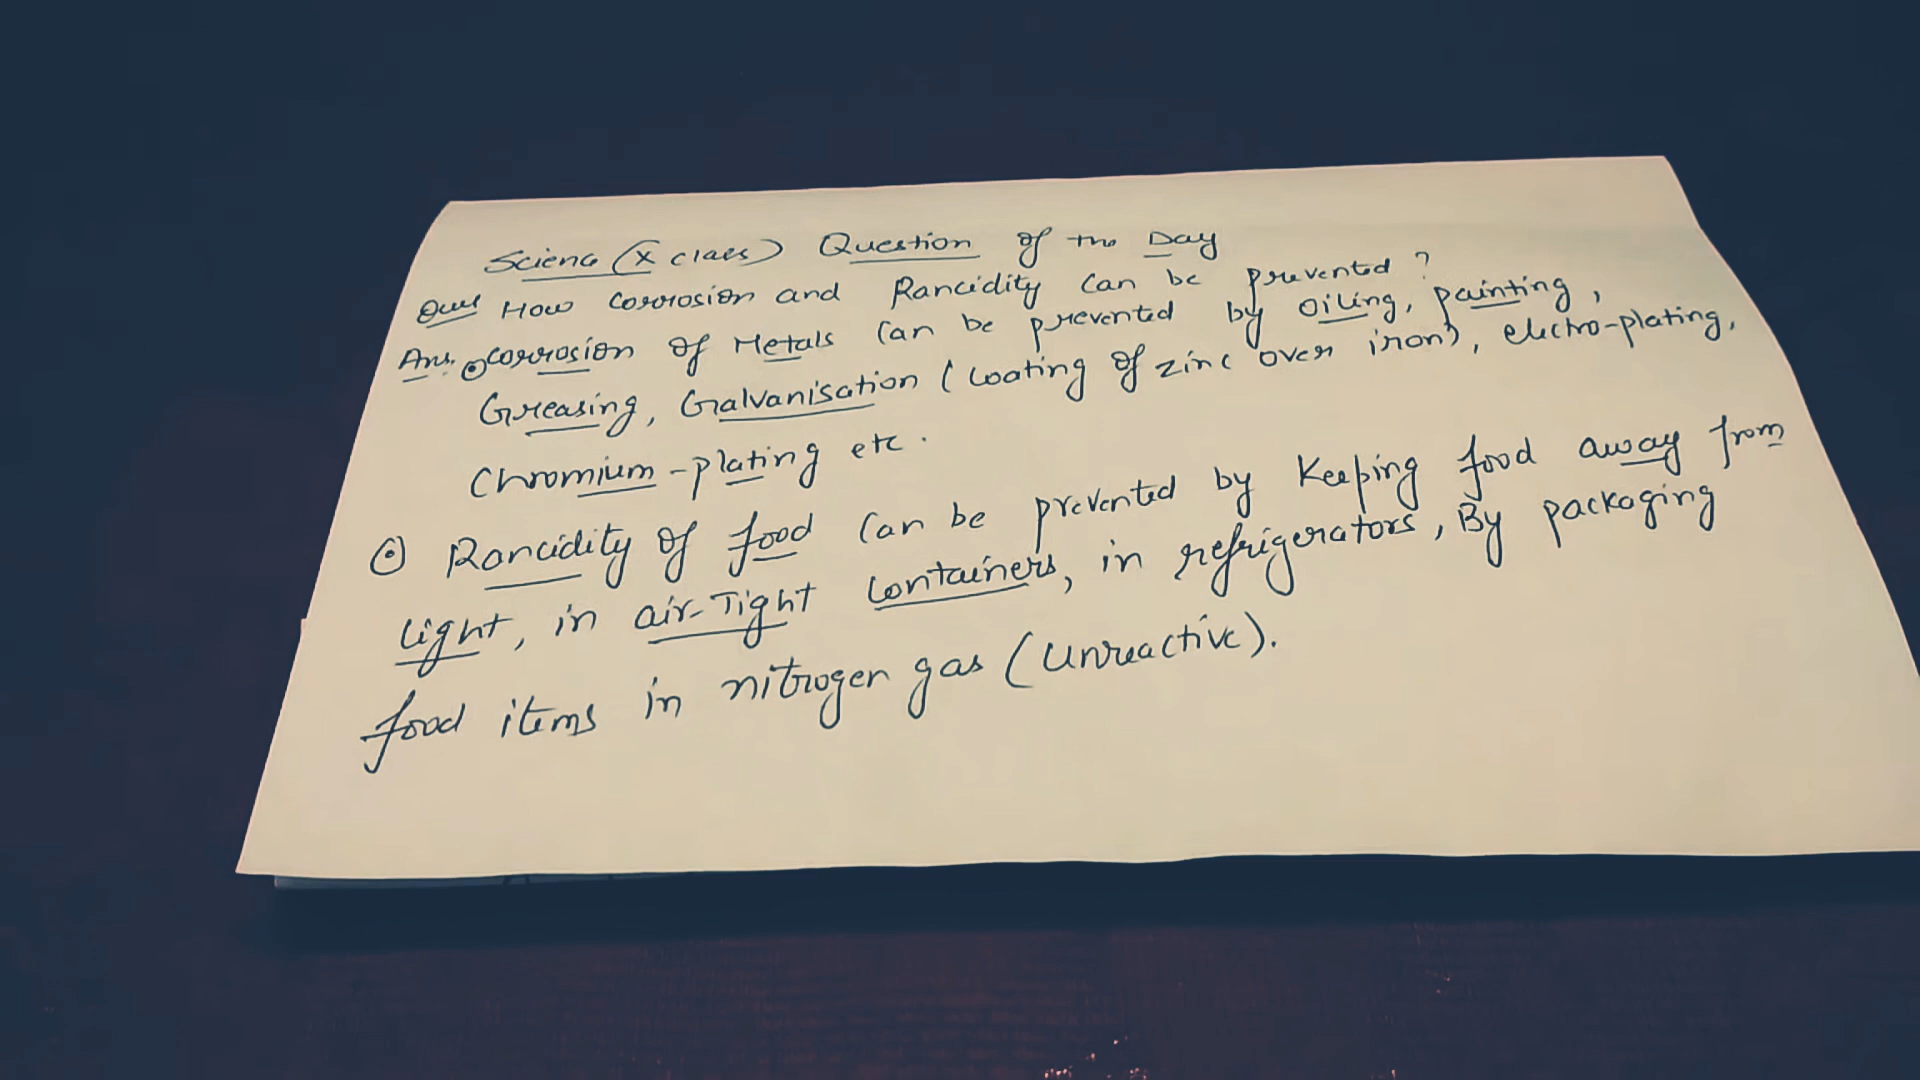 Science (X class) Question of the Day
Ques How Corrosion and Rancidity can be prevented?
Ans. ⊙ Corrosion of Metals can be prevented by Oiling, painting,
Greasing, Galvanisation (Coating of zinc over iron), electro-plating,
Chromium-plating etc.
⊙ Rancidity of food can be prevented by Keeping food away from
light, in air-Tight containers, in refrigerators, By packaging
food items in nitrogen gas (Unreactive).